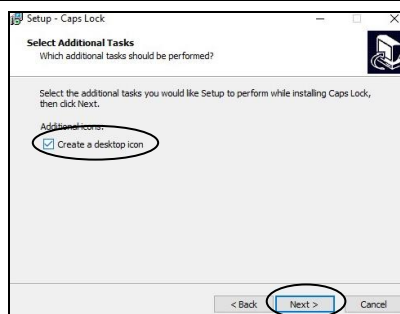 Setup - Caps Lock
Select Additional Tasks
Which additional tasks should be performed?
Select the additional tasks you would like Setup to perform while installing Caps Lock,
then click Next.
Additional icons:
Create a desktop icon
< Back Next > Cancel